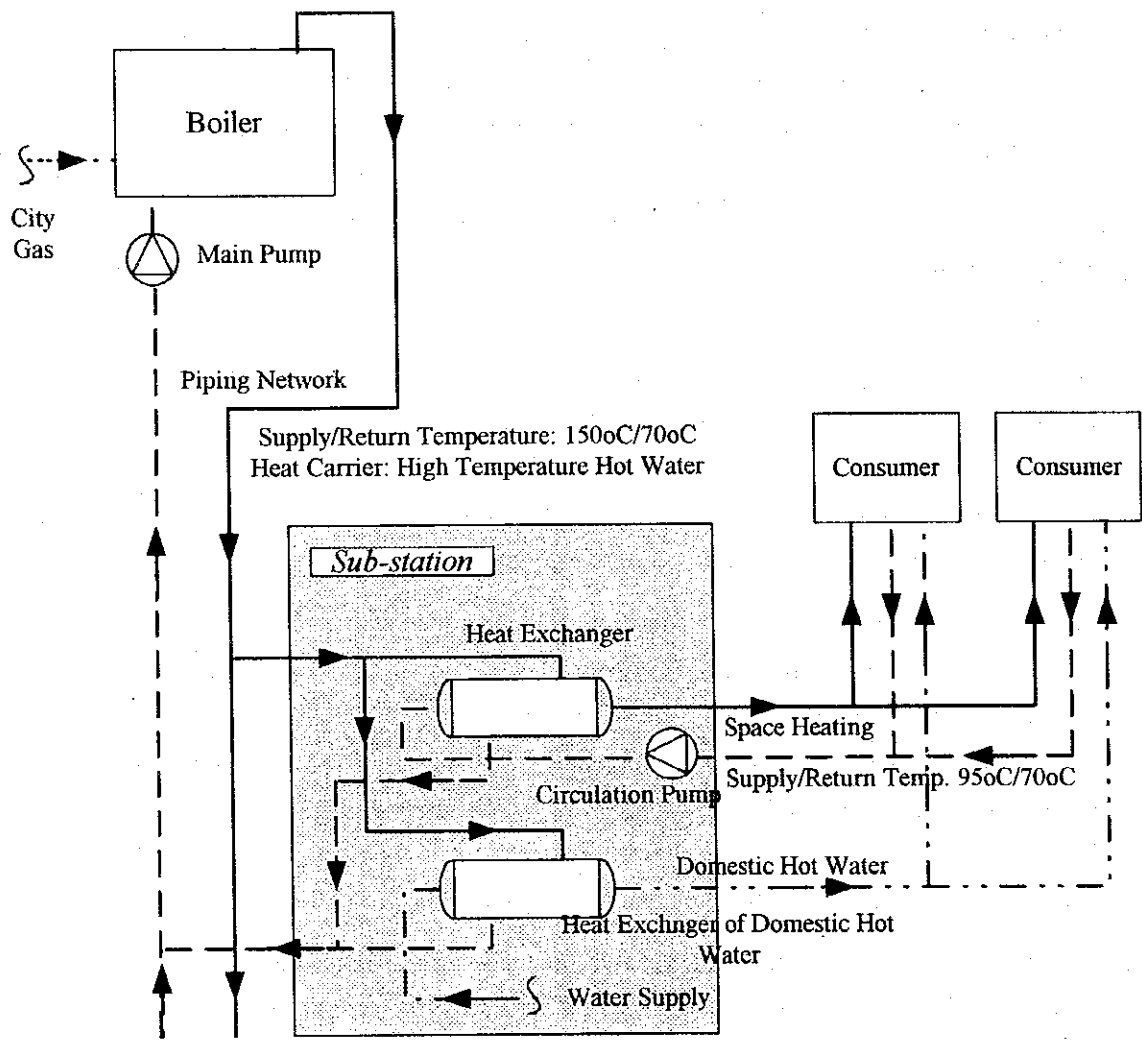 Boiler
City
Gas
Main Pump
Piping Network
Supply/Return Temperature: 150oC/70oC
Heat Carrier: High Temperature Hot Water
Consumer
Consumer
Sub-station
Heat Exchanger
Space Heating
Supply/Return Temp. 95oC/70oC
Circulation Pump
Domestic Hot Water
Heat Exchnger of Domestic Hot
Water
Water Supply